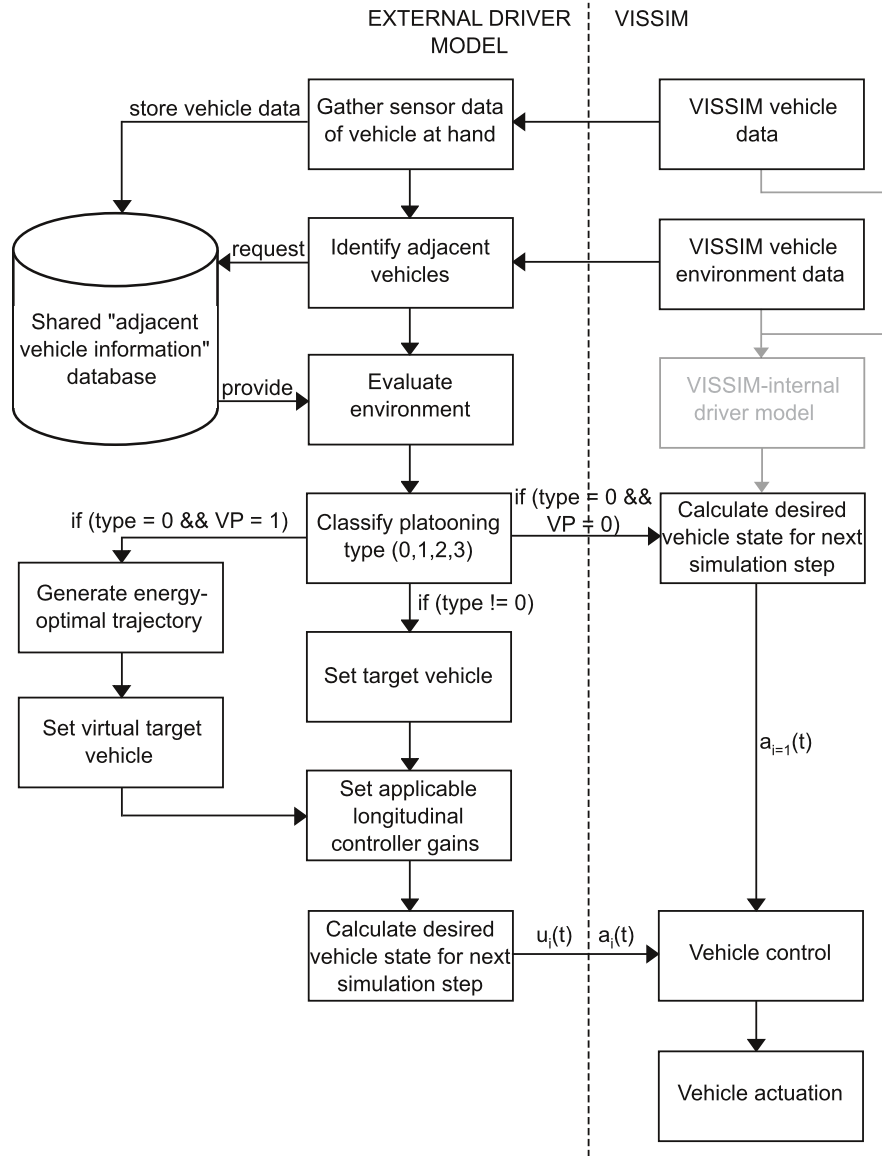 EXTERNAL DRIVER
MODEL
VISSIM
store vehicle data
Gather sensor data
of vehicle at hand
VISSIM vehicle
data
request
Identify adjacent
vehicles
VISSIM vehicle
environment data
Shared "adjacent
vehicle information"
database
provide
Evaluate
environment
VISSIM-internal
driver model
if (type = 0 && VP = 1)
Classify platooning
type (0,1,2,3)
if (type = 0 &&
VP = 0)
Calculate desired
vehicle state for next
simulation step
Generate energy-
optimal trajectory
if (type != 0)
Set target vehicle
Set virtual target
vehicle
a_{i=1}(t)
Set applicable
longitudinal
controller gains
Calculate desired
vehicle state for next
simulation step
u_i(t)
a_i(t)
Vehicle control
Vehicle actuation